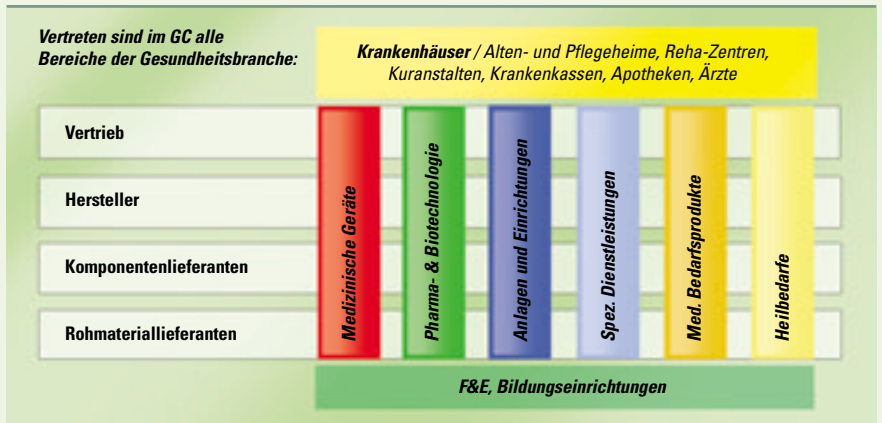 Vertreten sind im GC alle
Bereiche der Gesundheitsbranche:
Krankenhäuser / Alten- und Pflegeheime, Reha-Zentren,
Kuranstalten, Krankenkassen, Apotheken, Ärzte
Vertrieb
Hersteller
Komponentenlieferanten
Rohmateriallieferanten
Medizinische Geräte
Pharma- & Biotechnologie
Anlagen und Einrichtungen
Spez. Dienstleistungen
Med. Bedarfsprodukte
Heilbedarfe
F&E, Bildungseinrichtungen